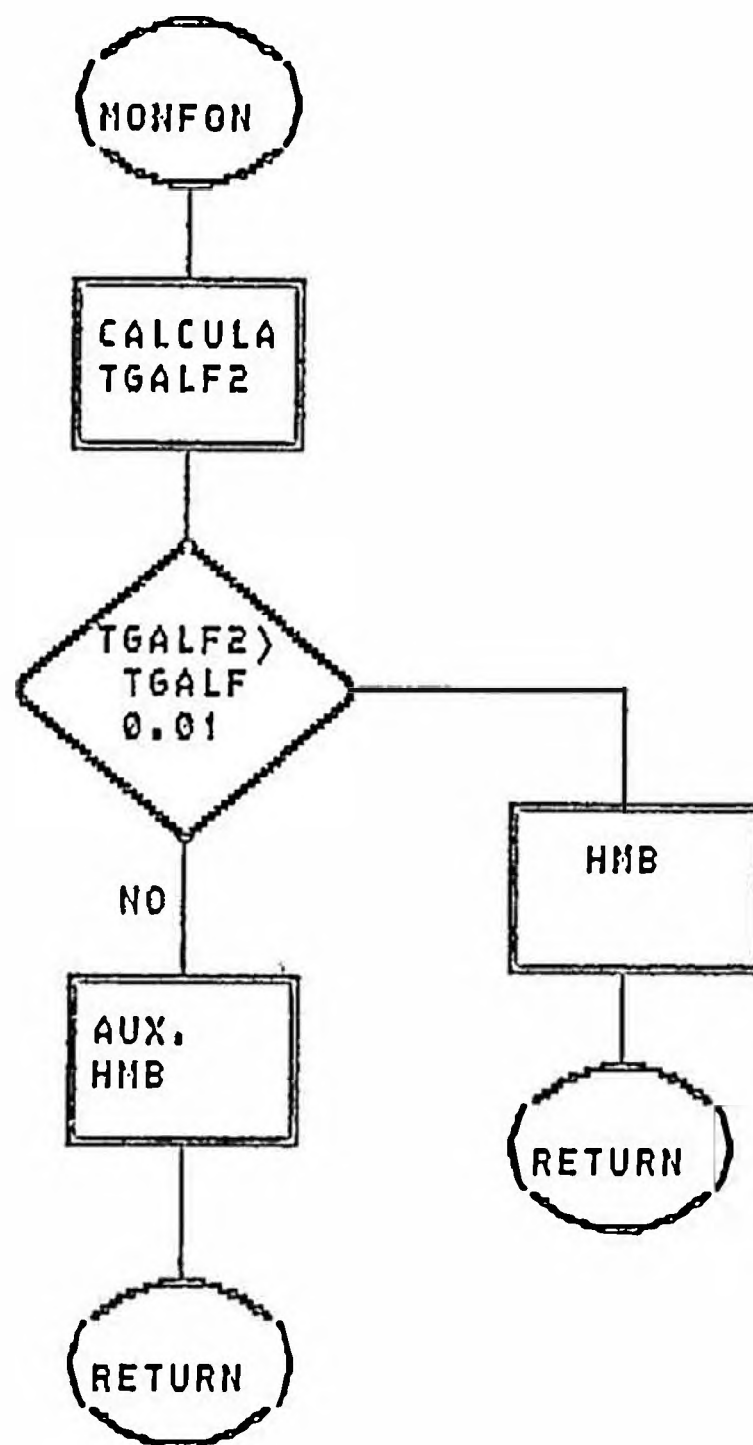 MONFON
CALCULA
TGALF2
TGALF2>
TGALF
0.01
NO
HMB
AUX.
HMB
RETURN
RETURN